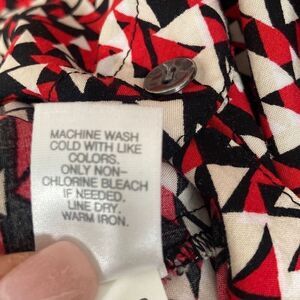 MACHINE WASH
COLD WITH LIKE
COLORS.
ONLY NON-
CHLORINE BLEACH
IF NEEDED.
LINE DRY.
WARM IRON.